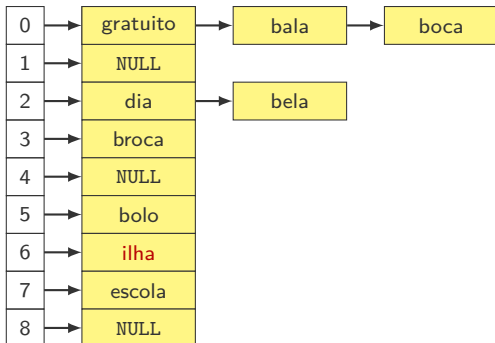 0 gratuito bala boca
1 NULL
2 dia bela
3 broca
4 NULL
5 bolo
6 ilha
7 escola
8 NULL